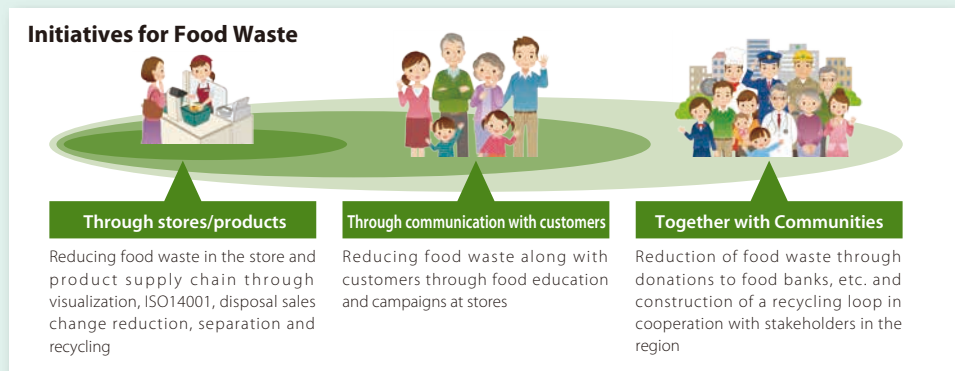 Initiatives for Food Waste
Through stores/products
Reducing food waste in the store and
product supply chain through
visualization, ISO14001, disposal sales
change reduction, separation and
recycling
Through communication with customers
Reducing food waste along with
customers through food education
and campaigns at stores
Together with Communities
Reduction of food waste through
donations to food banks, etc. and
construction of a recycling loop in
cooperation with stakeholders in the
region